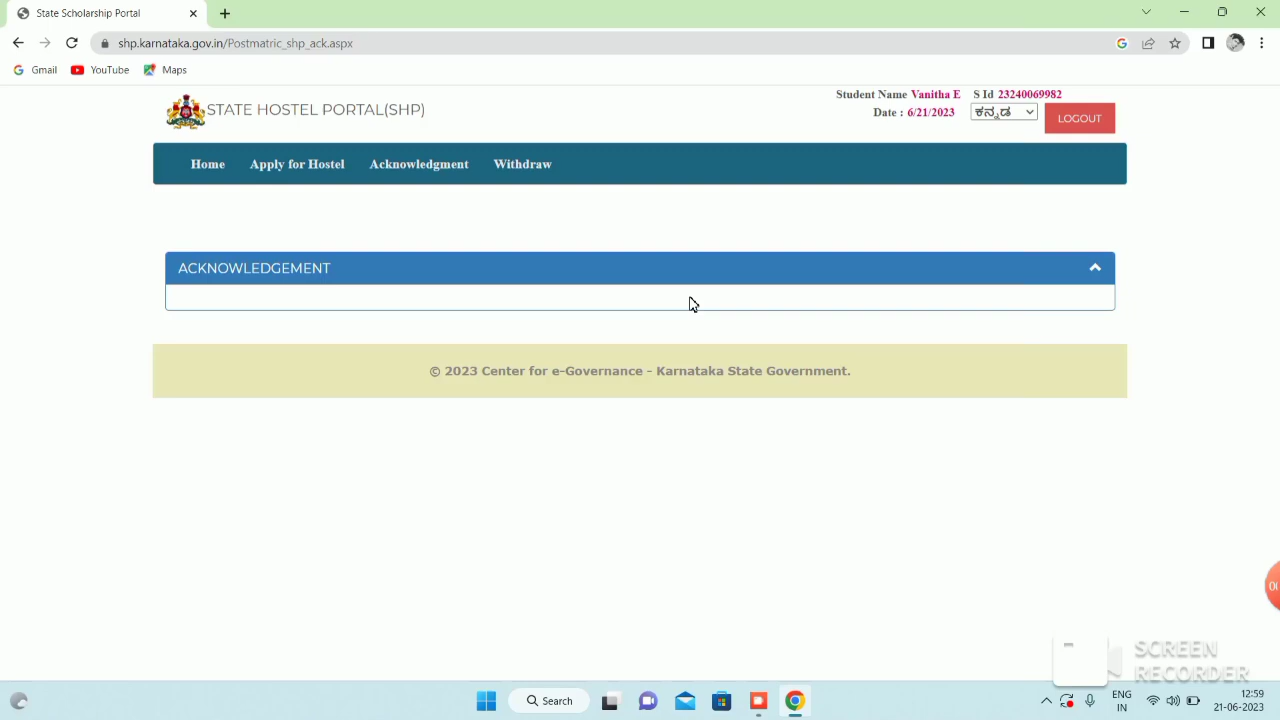 State Scholarship Portal
shp.karnataka.gov.in/Postmatric_shp_ack.aspx
Gmail YouTube Maps
STATE HOSTEL PORTAL(SHP)
Student Name Vanitha E S Id 23240069982
Date : 6/21/2023 ಕನ್ನಡ LOGOUT
Home Apply for Hostel Acknowledgment Withdraw
ACKNOWLEDGEMENT
© 2023 Center for e-Governance - Karnataka State Government.
SCREEN
RECORDER
Search
ENG
IN
12:59
21-06-2023